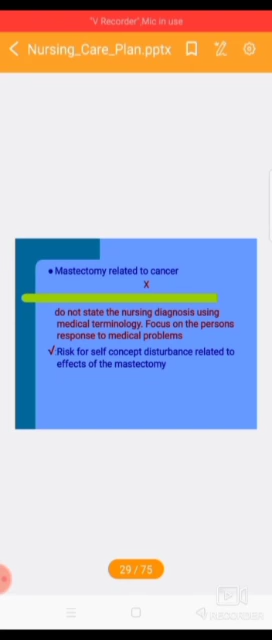 "V Recorder".Mic in use
Nursing_Care_Plan.pptx
• Mastectomy related to cancer
X
do not state the nursing diagnosis using
medical terminology. Focus on the persons
response to medical problems
√ Risk for self concept disturbance related to
effects of the mastectomy
29 / 75
RECORDER